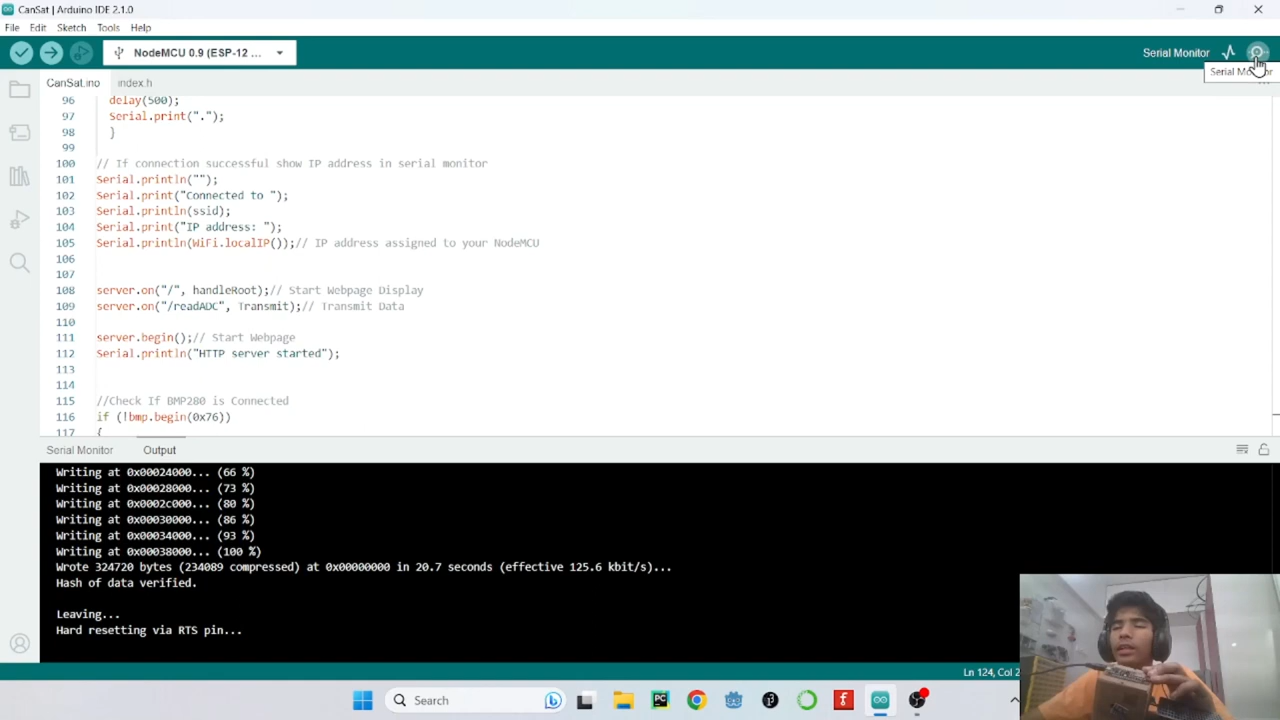 CanSat | Arduino IDE 2.1.0
File Edit Sketch Tools Help
NodeMCU 0.9 (ESP-12 ...
Serial Monitor
Serial
CanSat.ino index.h
96 delay(500);
97 Serial.print(".");
98 }
99
100 // If connection successful show IP address in serial monitor
101 Serial.println("");
102 Serial.print("Connected to ");
103 Serial.println(ssid);
104 Serial.print("IP address: ");
105 Serial.println(WiFi.localIP());// IP address assigned to your NodeMCU
106
107
108 server.on("/", handleRoot);// Start Webpage Display
109 server.on("/readADC", Transmit);// Transmit Data
110
111 server.begin();// Start Webpage
112 Serial.println("HTTP server started");
113
114
115 //Check If BMP280 is Connected
116 if (!bmp.begin(0x76))
117 {
Serial Monitor Output
Writing at 0x00024000... (66 %)
Writing at 0x00028000... (73 %)
Writing at 0x0002c000... (80 %)
Writing at 0x00030000... (86 %)
Writing at 0x00034000... (93 %)
Writing at 0x00038000... (100 %)
Wrote 324720 bytes (234089 compressed) at 0x00000000 in 20.7 seconds (effective 125.6 kbit/s)...
Hash of data verified.
Leaving...
Hard resetting via RTS pin...
Ln 124, Col
Search